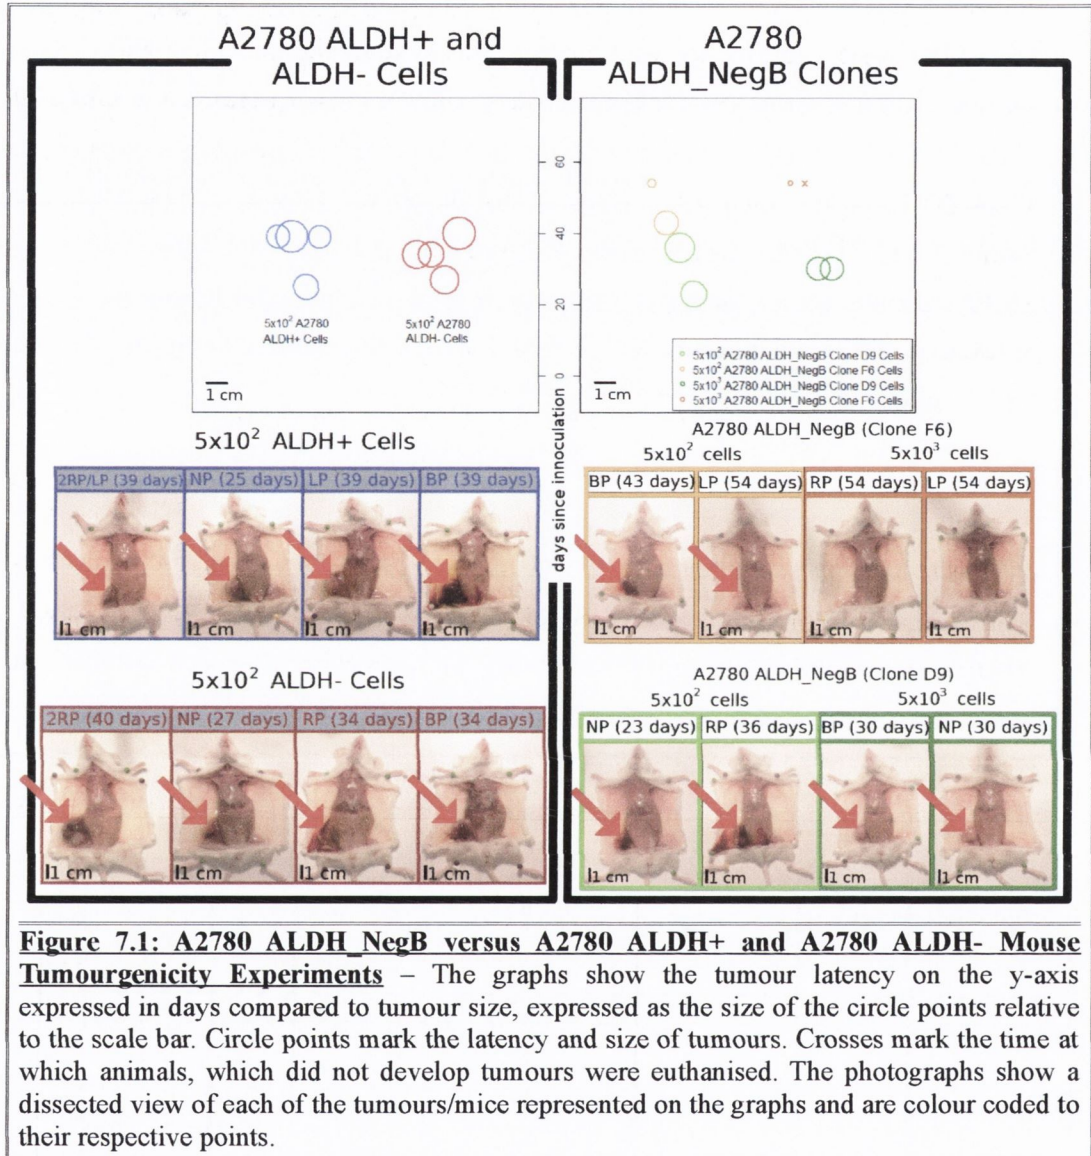 A2780 ALDH+ and
ALDH- Cells
A2780
ALDH_NegB Clones
5x10² A2780
ALDH+ Cells
5x10² A2780
ALDH- Cells
1 cm
days since innoculation
0
20
40
60
5x10² A2780 ALDH_NegB Clone D9 Cells
5x10² A2780 ALDH_NegB Clone F6 Cells
5x10³ A2780 ALDH_NegB Clone D9 Cells
5x10³ A2780 ALDH_NegB Clone F6 Cells
1 cm
5x10² ALDH+ Cells
2RP/LP (39 days) NP (25 days) LP (39 days) BP (39 days)
1 cm 1 cm 1 cm 1 cm
5x10² ALDH- Cells
2RP (40 days) NP (27 days) RP (34 days) BP (34 days)
1 cm 1 cm 1 cm 1 cm
A2780 ALDH_NegB (Clone F6)
5x10² cells 5x10³ cells
BP (43 days) LP (54 days) RP (54 days) LP (54 days)
1 cm 1 cm 1 cm 1 cm
A2780 ALDH_NegB (Clone D9)
5x10² cells 5x10³ cells
NP (23 days) RP (36 days) BP (30 days) NP (30 days)
1 cm 1 cm 1 cm 1 cm
Figure 7.1: A2780 ALDH_NegB versus A2780 ALDH+ and A2780 ALDH- Mouse
Tumourgenicity Experiments – The graphs show the tumour latency on the y-axis
expressed in days compared to tumour size, expressed as the size of the circle points relative
to the scale bar. Circle points mark the latency and size of tumours. Crosses mark the time at
which animals, which did not develop tumours were euthanised. The photographs show a
dissected view of each of the tumours/mice represented on the graphs and are colour coded to
their respective points.